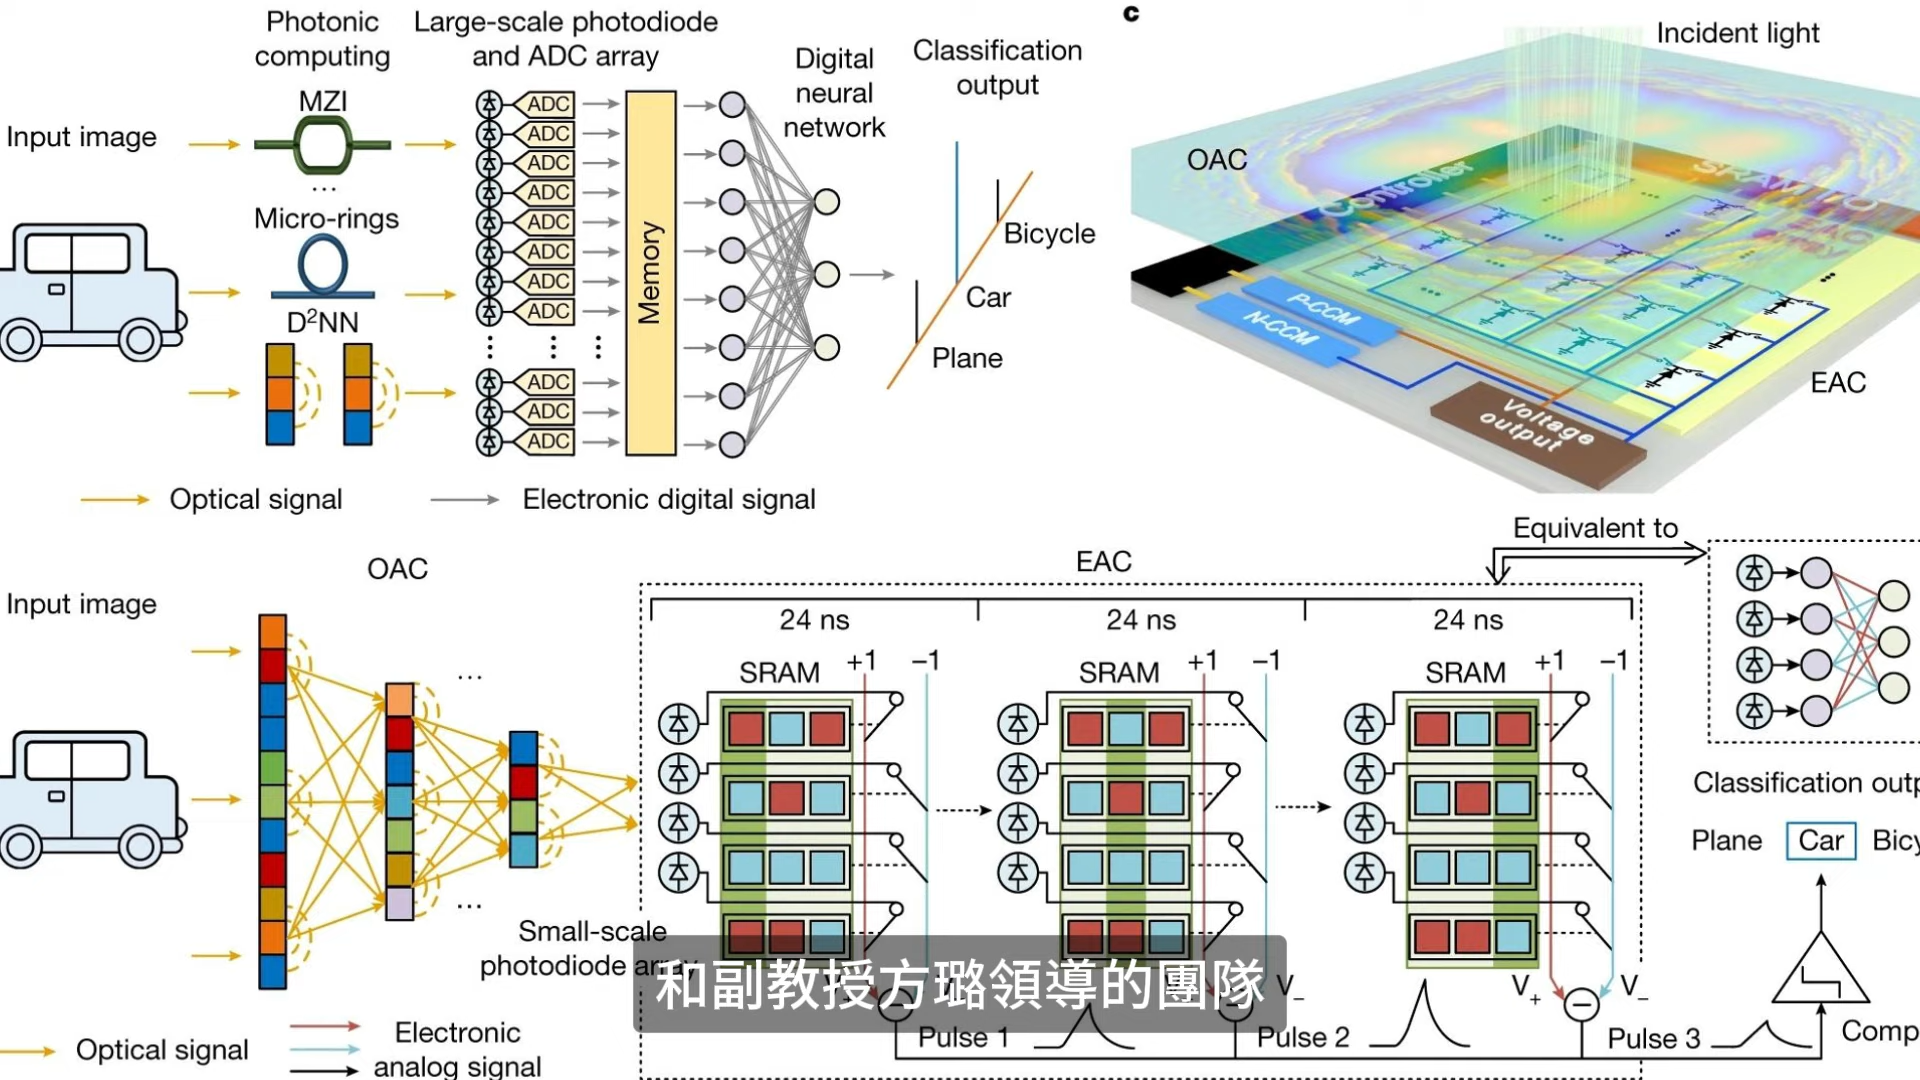 Photonic
computing
Large-scale photodiode
and ADC array
Digital
neural
network
Classification
output
Input image
MZI
...
Micro-rings
D²NN
ADC
ADC
ADC
ADC
ADC
ADC
ADC
ADC
ADC
ADC
ADC
Memory
Bicycle
Car
Plane
Optical signal
Electronic digital signal
c
Incident light
OAC
Controller
P-CCM
N-CCM
EAC
Voltage
output
Input image
OAC
...
...
Small-scale
photodiode array
EAC
24 ns
24 ns
24 ns
SRAM
+1
−1
SRAM
+1
−1
SRAM
+1
−1
V₋
V₊
V₋
Pulse 1
Pulse 2
Pulse 3
Equivalent to
Classification outp
Plane
Car
Bicy
Comp
Optical signal
Electronic
analog signal
和副教授方璐領導的團隊